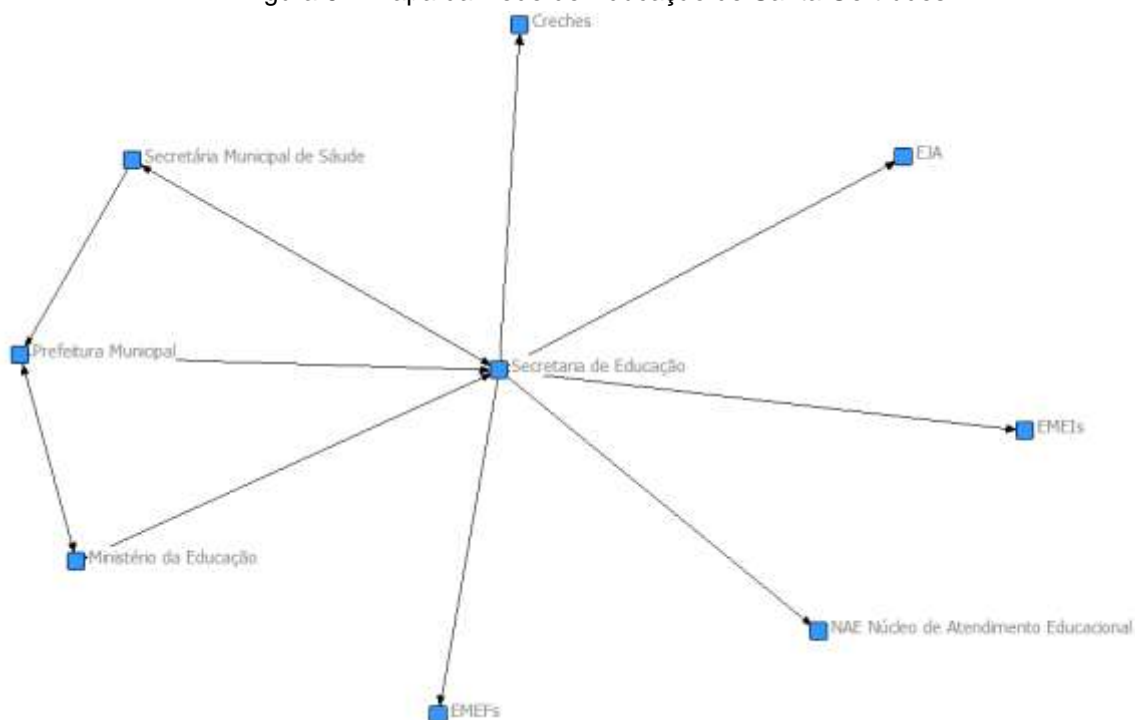 Creches
Secretária Municipal de Sáude
EJA
Prefeitura Municipal
Secretaria de Educação
EMEIs
Ministério da Educação
NAE Núcleo de Atendimento Educacional
EMEFs